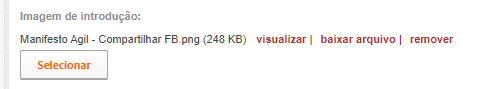 Imagem de introdução:
Manifesto Agil - Compartilhar FB.png (248 KB) visualizar | baixar arquivo | remover
Selecionar